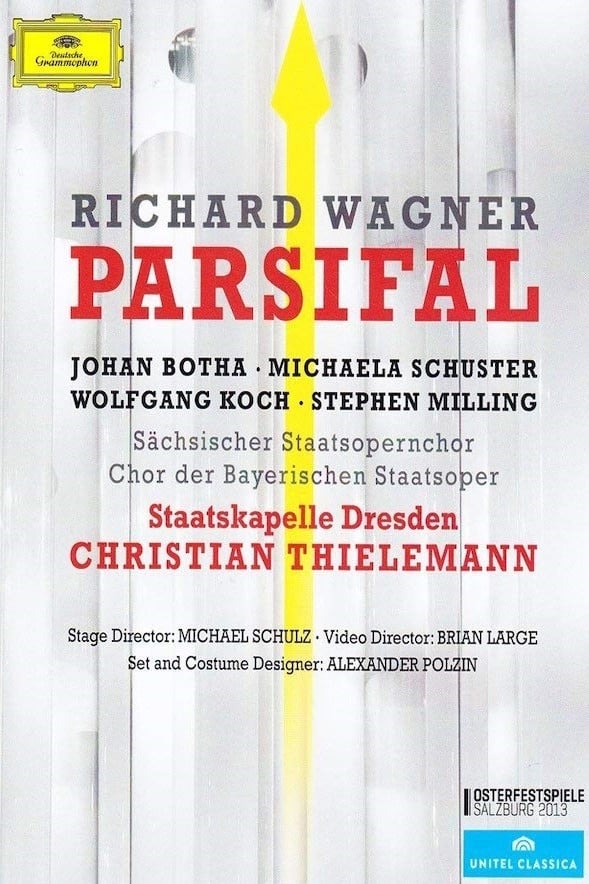 Deutsche
Grammophon
RICHARD WAGNER
PARSIFAL
JOHAN BOTHA · MICHAELA SCHUSTER
WOLFGANG KOCH · STEPHEN MILLING
Sächsischer Staatsopernchor
Chor der Bayerischen Staatsoper
Staatskapelle Dresden
CHRISTIAN THIELEMANN
Stage Director: MICHAEL SCHULZ · Video Director: BRIAN LARGE
Set and Costume Designer: ALEXANDER POLZIN
OSTERFESTSPIELE
SALZBURG 2013
UNITEL CLASSICA